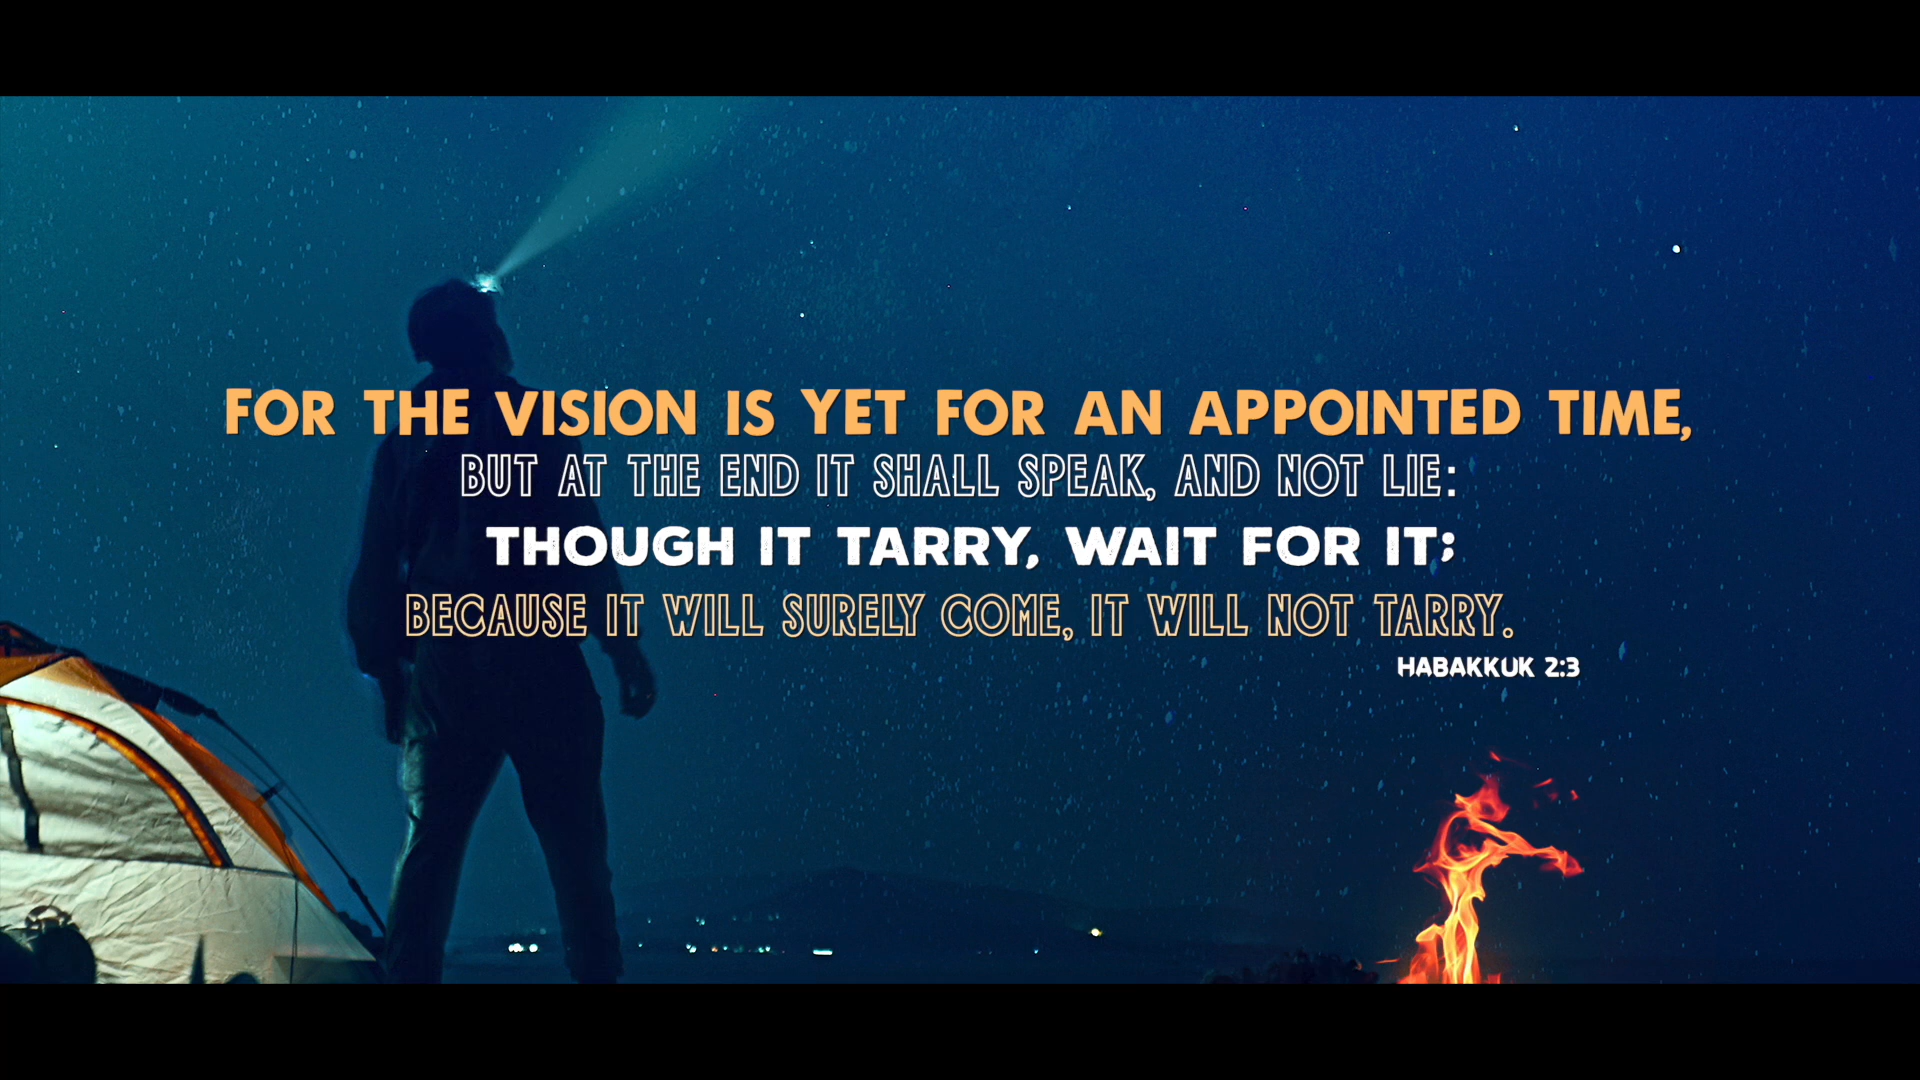 FOR THE VISION IS YET FOR AN APPOINTED TIME,
BUT AT THE END IT SHALL SPEAK, AND NOT LIE:
THOUGH IT TARRY, WAIT FOR IT;
BECAUSE IT WILL SURELY COME, IT WILL NOT TARRY.
HABAKKUK 2:3